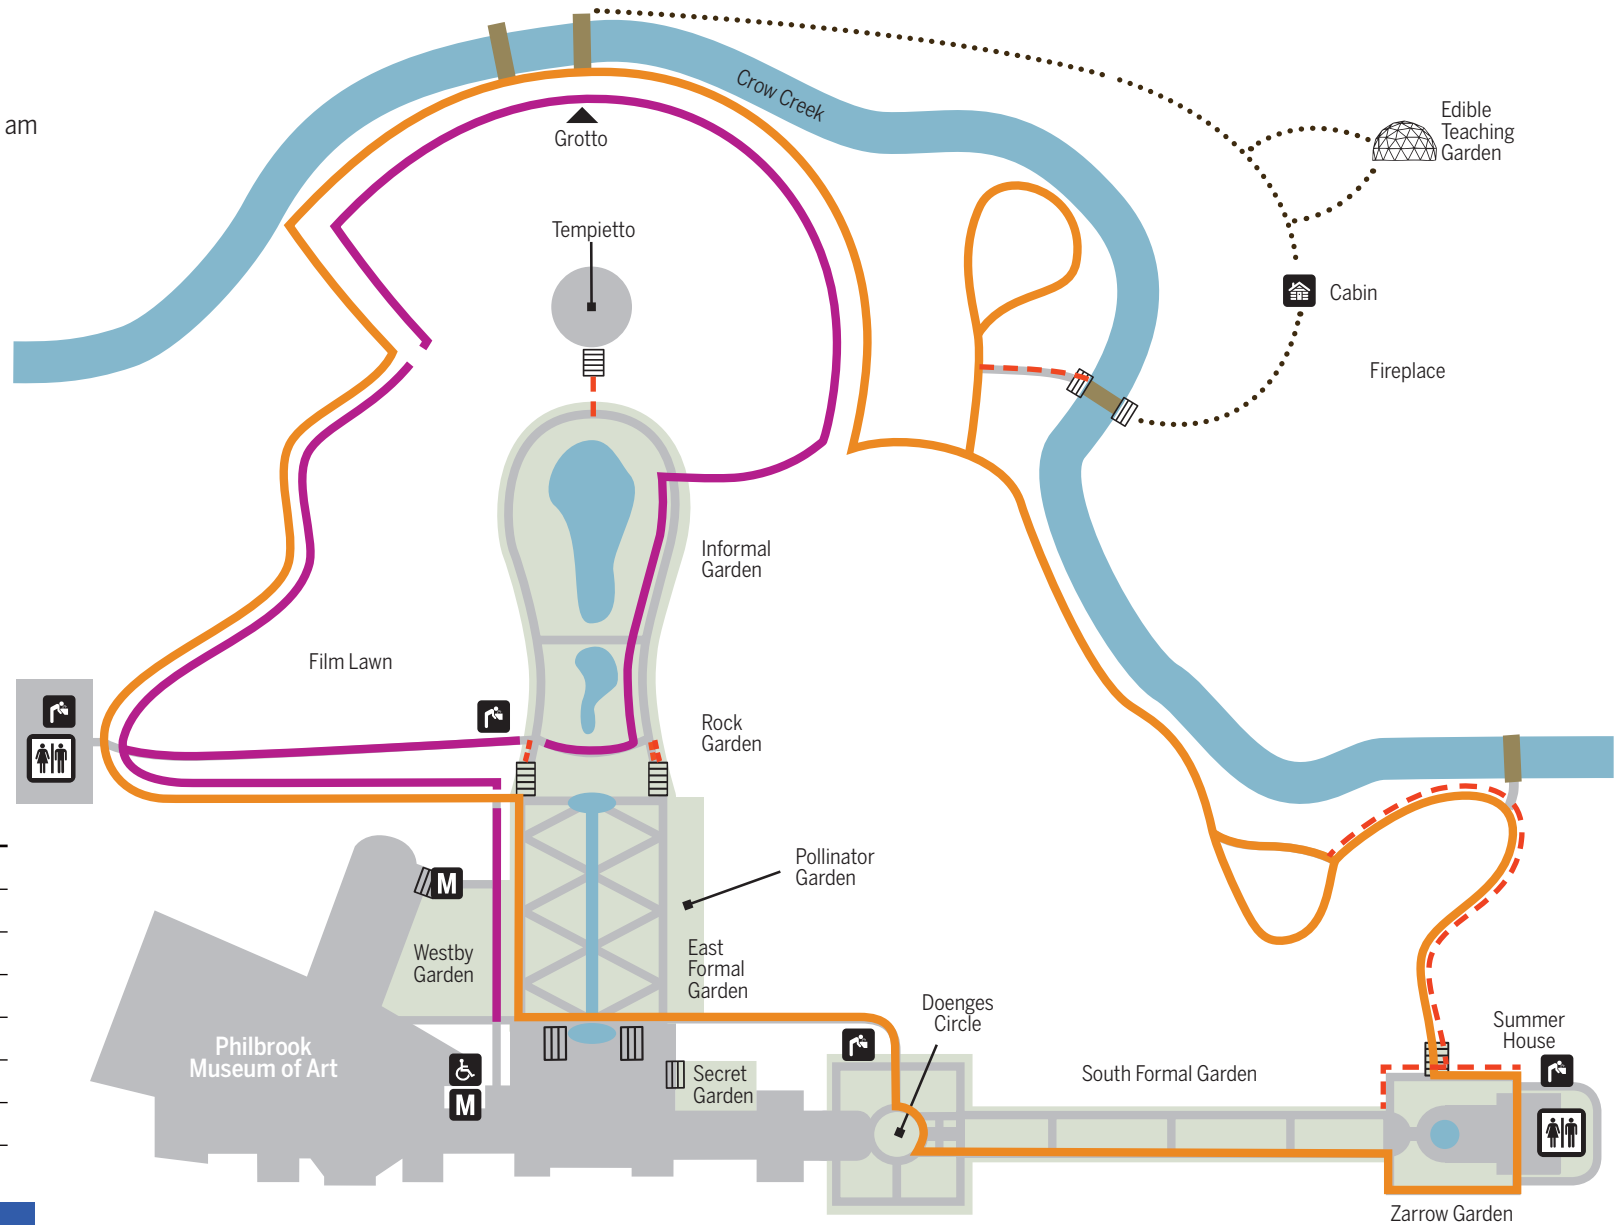 am
Crow Creek
Grotto
Edible
Teaching
Garden
Tempietto
Cabin
Fireplace
Informal
Garden
Film Lawn
Rock
Garden
Pollinator
Garden
M
Westby
Garden
East
Formal
Garden
Doenges
Circle
Summer
House
Philbrook
Museum of Art
M
Secret
Garden
South Formal Garden
Zarrow Garden